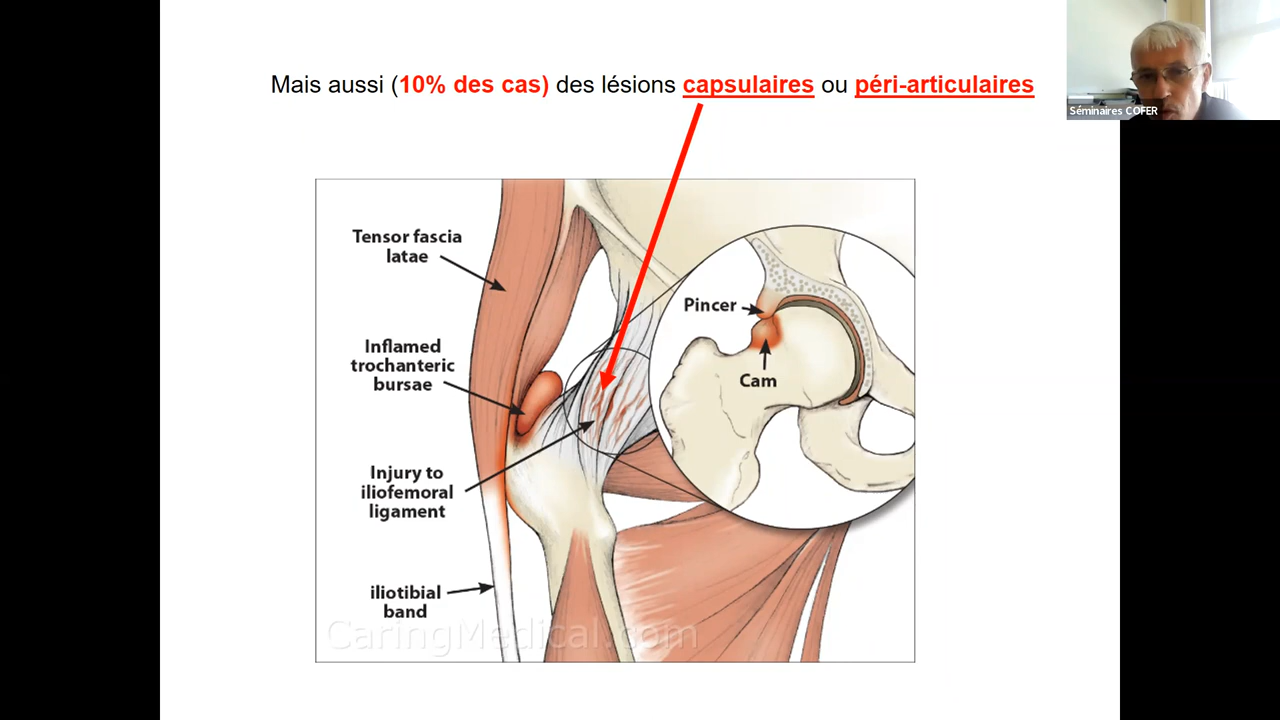 Mais aussi (10% des cas) des lésions capsulaires ou péri-articulaires
Séminaires COFER
Tensor fascia
latae
Pincer
Inflamed
trochanteric
bursae
Cam
Injury to
iliofemoral
ligament
iliotibial
band
CaringMedical.com